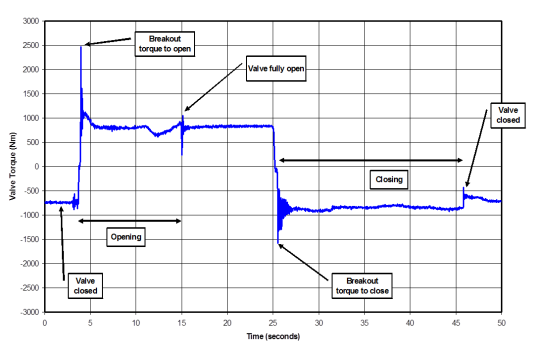 3000
2500
2000
1500
1000
500
0
-500
-1000
-1500
-2000
-2500
-3000
Valve Torque (Nm)
Breakout
torque to open
Valve fully open
Valve
closed
Closing
Opening
Valve
closed
Breakout
torque to close
0 5 10 15 20 25 30 35 40 45 50
Time (seconds)